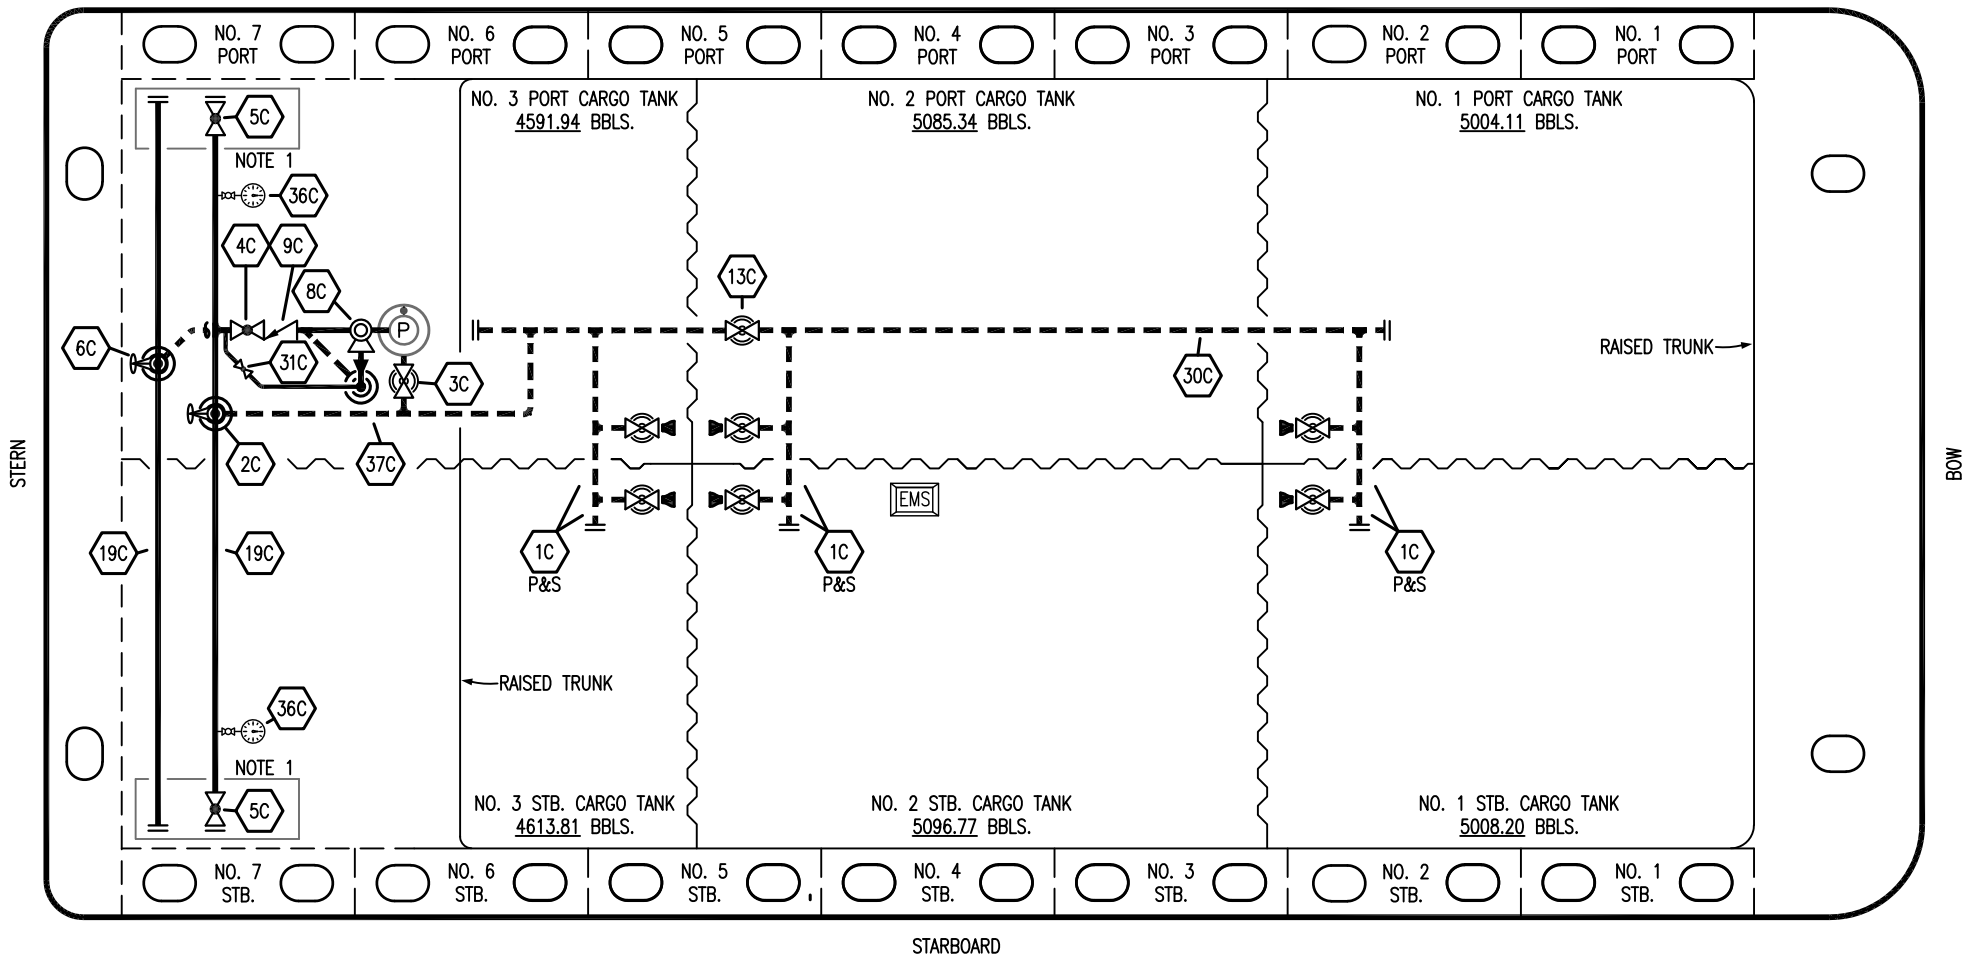 NO. 7
PORT
NO. 6
PORT
NO. 5
PORT
NO. 4
PORT
NO. 3
PORT
NO. 2
PORT
NO. 1
PORT
NO. 3 PORT CARGO TANK
4591.94 BBLS.
NO. 2 PORT CARGO TANK
5085.34 BBLS.
NO. 1 PORT CARGO TANK
5004.11 BBLS.
5C
NOTE 1
36C
4C
9C
8C
13C
P
6C
31C
3C
30C
RAISED TRUNK
2C
37C
STERN
BOW
EMS
19C
19C
1C
P&S
1C
P&S
1C
P&S
RAISED TRUNK
36C
NOTE 1
5C
NO. 3 STB. CARGO TANK
4613.81 BBLS.
NO. 2 STB. CARGO TANK
5096.77 BBLS.
NO. 1 STB. CARGO TANK
5008.20 BBLS.
NO. 7
STB.
NO. 6
STB.
NO. 5
STB.
NO. 4
STB.
NO. 3
STB.
NO. 2
STB.
NO. 1
STB.
STARBOARD